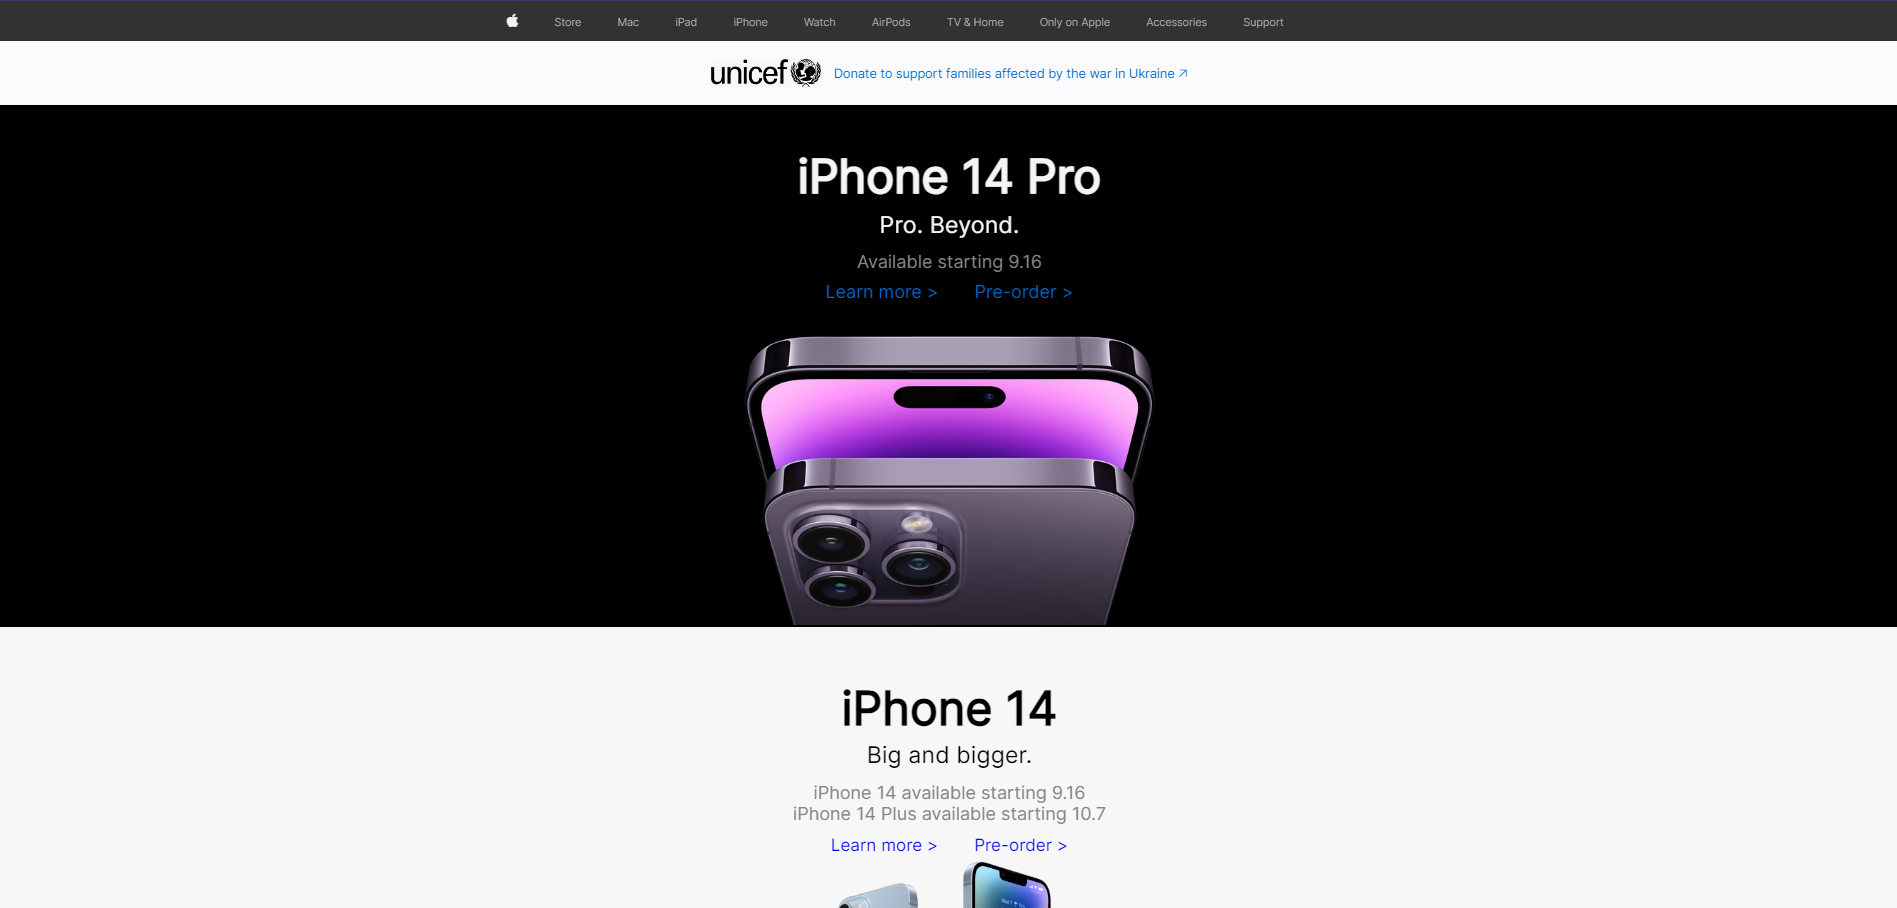 Store Mac iPad iPhone Watch AirPods TV & Home Only on Apple Accessories Support
unicef Donate to support families affected by the war in Ukraine
iPhone 14 Pro
Pro. Beyond.
Available starting 9.16
Learn more > Pre-order >
iPhone 14
Big and bigger.
iPhone 14 available starting 9.16
iPhone 14 Plus available starting 10.7
Learn more > Pre-order >